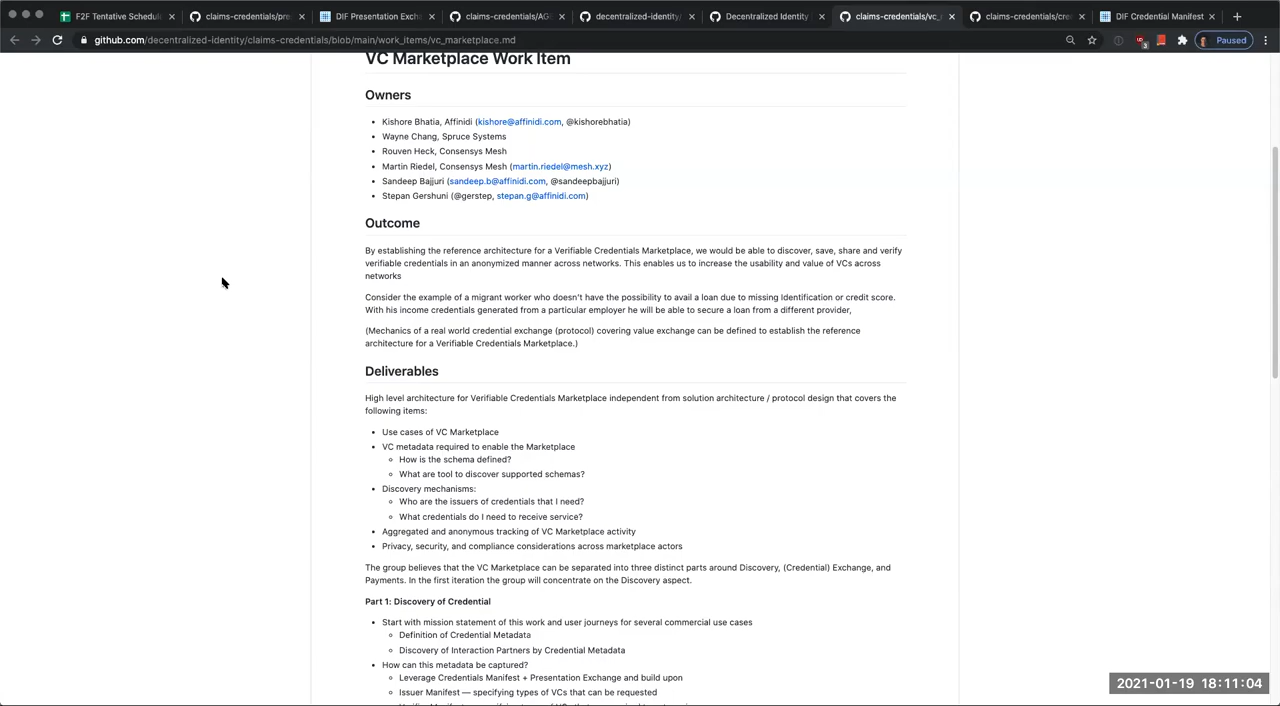 F2F Tentative Schedul
claims-credentials/pre
DIF Presentation Exch
claims-credentials/AGE
decentralized-identity/
Decentralized Identity
claims-credentials/vc_
claims-credentials/cre
DIF Credential Manifest
github.com/decentralized-identity/claims-credentials/blob/main/work_items/vc_marketplace.md
3
Paused
VC Marketplace Work Item
Owners
• Kishore Bhatia, Affinidi (kishore@affinidi.com, @kishorebhatia)
• Wayne Chang, Spruce Systems
• Rouven Heck, Consensys Mesh
• Martin Riedel, Consensys Mesh (martin.riedel@mesh.xyz)
• Sandeep Bajjuri (sandeep.b@affinidi.com, @sandeepbajjuri)
• Stepan Gershuni (@gerstep, stepan.g@affinidi.com)
Outcome
By establishing the reference architecture for a Verifiable Credentials Marketplace, we would be able to discover, save, share and verify
verifiable credentials in an anonymized manner across networks. This enables us to increase the usability and value of VCs across
networks
Consider the example of a migrant worker who doesn't have the possibility to avail a loan due to missing Identification or credit score.
With his income credentials generated from a particular employer he will be able to secure a loan from a different provider,
(Mechanics of a real world credential exchange (protocol) covering value exchange can be defined to establish the reference
architecture for a Verifiable Credentials Marketplace.)
Deliverables
High level architecture for Verifiable Credentials Marketplace independent from solution architecture / protocol design that covers the
following items:
• Use cases of VC Marketplace
• VC metadata required to enable the Marketplace
◦ How is the schema defined?
◦ What are tool to discover supported schemas?
• Discovery mechanisms:
◦ Who are the issuers of credentials that I need?
◦ What credentials do I need to receive service?
• Aggregated and anonymous tracking of VC Marketplace activity
• Privacy, security, and compliance considerations across marketplace actors
The group believes that the VC Marketplace can be separated into three distinct parts around Discovery, (Credential) Exchange, and
Payments. In the first iteration the group will concentrate on the Discovery aspect.
Part 1: Discovery of Credential
• Start with mission statement of this work and user journeys for several commercial use cases
◦ Definition of Credential Metadata
◦ Discovery of Interaction Partners by Credential Metadata
• How can this metadata be captured?
◦ Leverage Credentials Manifest + Presentation Exchange and build upon
◦ Issuer Manifest — specifying types of VCs that can be requested
2021-01-19 18:11:04